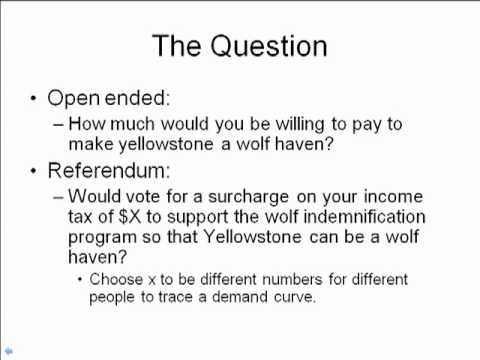 The Question
• Open ended:
– How much would you be willing to pay to
make yellowstone a wolf haven?
• Referendum:
– Would vote for a surcharge on your income
tax of $X to support the wolf indemnification
program so that Yellowstone can be a wolf
haven?
• Choose x to be different numbers for different
people to trace a demand curve.